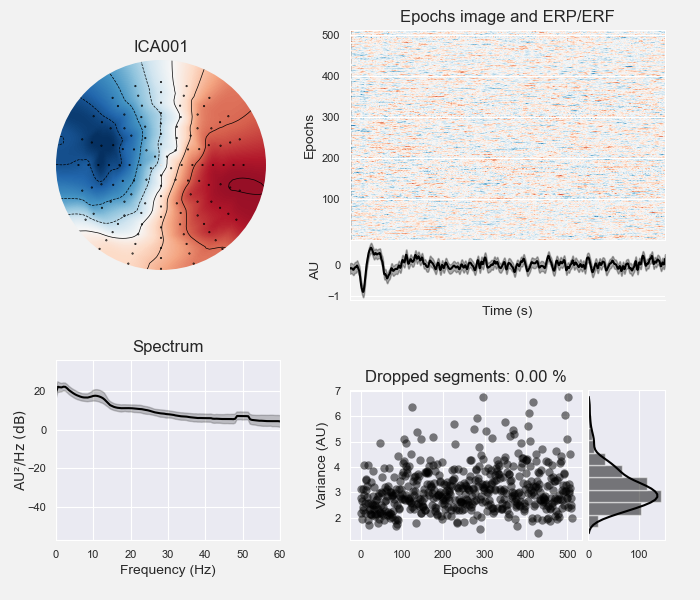 ICA001
Epochs image and ERP/ERF
Epochs
500
400
300
200
100
AU
0
−1
Time (s)
Spectrum
AU²/Hz (dB)
20
0
−20
−40
0 10 20 30 40 50 60
Frequency (Hz)
Dropped segments: 0.00 %
Variance (AU)
7
6
5
4
3
2
0 100 200 300 400 500
Epochs
0 100